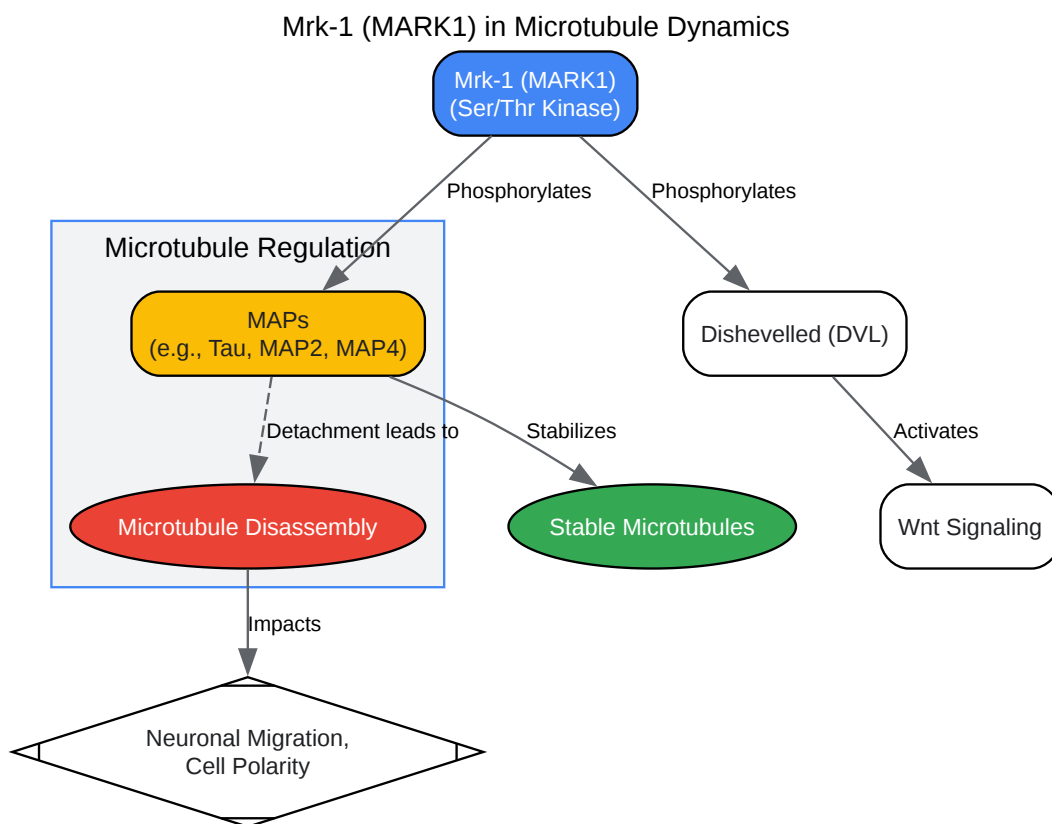 Mrk-1 (MARK1) in Microtubule Dynamics
Mrk-1 (MARK1)
(Ser/Thr Kinase)
Phosphorylates
Phosphorylates
Microtubule Regulation
MAPs
(e.g., Tau, MAP2, MAP4)
Dishevelled (DVL)
Detachment leads to
Stabilizes
Activates
Microtubule Disassembly
Stable Microtubules
Wnt Signaling
Impacts
Neuronal Migration,
Cell Polarity